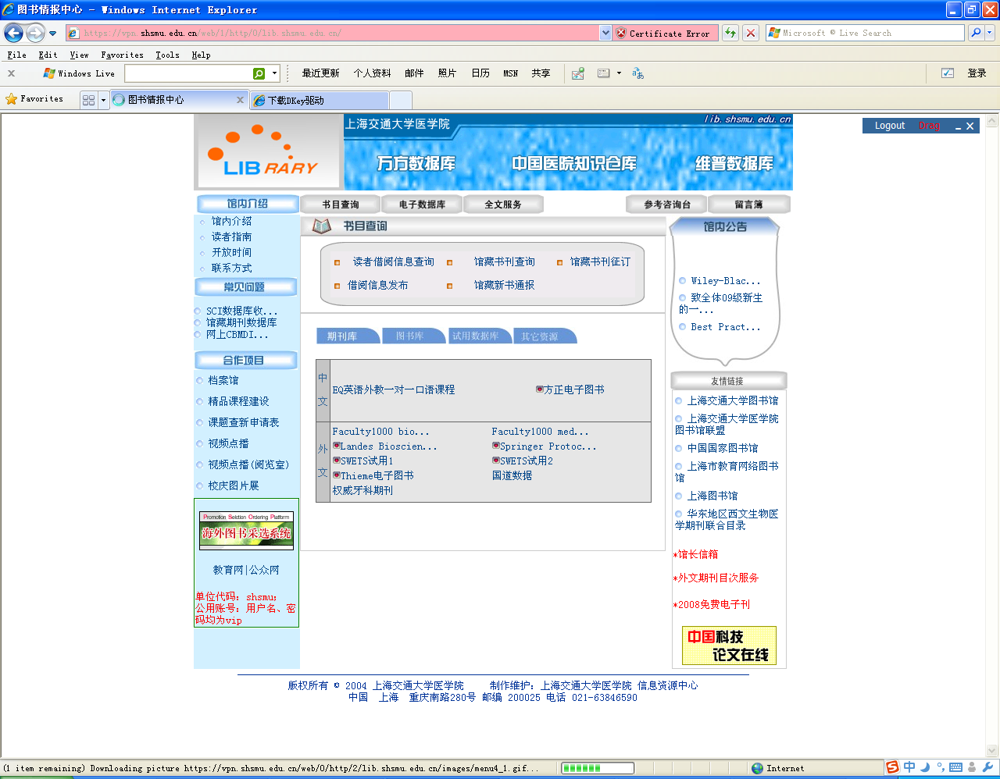 图书情报中心 - Windows Internet Explorer
https://vpn.shsmu.edu.cn/web/1/http/0/lib.shsmu.edu.cn/
Certificate Error
Microsoft ® Live Search
File Edit View Favorites Tools Help
Windows Live
最近更新 个人资料 邮件 照片 日历 MSN 共享
登录
Favorites
图书情报中心
下载DKey驱动
LIBRARY
上海交通大学医学院
lib.shsmu.edu.cn
万方数据库 中国医院知识仓库 维普数据库
Logout Drag
馆内介绍
书目查询 电子数据库 全文服务 参考咨询台 留言簿
馆内介绍
读者指南
开放时间
联系方式
常见问题
SCI数据库收...
馆藏期刊数据库
网上CBMDI...
合作项目
档案馆
精品课程建设
课题查新申请表
视频点播
视频点播(阅览室)
校庆图片展
Promotion Selction Ordering Platform
海外图书采选系统
教育网|公众网
单位代码: shsmu;
公用账号: 用户名、密
码均为vip
书目查询
读者借阅信息查询 馆藏书刊查询 馆藏书刊征订
借阅信息发布 馆藏新书通报
期刊库 图书库 试用数据库 其它资源
中文
EQ英语外教一对一口语课程 方正电子图书
外文
Faculty1000 bio... Faculty1000 med...
Landes Bioscien... Springer Protoc...
SWETS试用1 SWETS试用2
Thieme电子图书 国道数据
权威牙科期刊
馆内公告
Wiley-Blac...
致全体09级新生
的一...
Best Pract...
友情链接
上海交通大学图书馆
上海交通大学医学院
图书馆联盟
中国国家图书馆
上海市教育网络图书
馆
上海图书馆
华东地区西文生物医
学期刊联合目录
*馆长信箱
*外文期刊目次服务
*2008免费电子刊
中国科技
论文在线
版权所有 © 2004 上海交通大学医学院 制作维护: 上海交通大学医学院 信息资源中心
中国 上海 重庆南路280号 邮编 200025 电话 021-63846590
(1 item remaining) Downloading picture https://vpn.shsmu.edu.cn/web/0/http/2/lib.shsmu.edu.cn/images/menu4_1.gif...
Internet
中